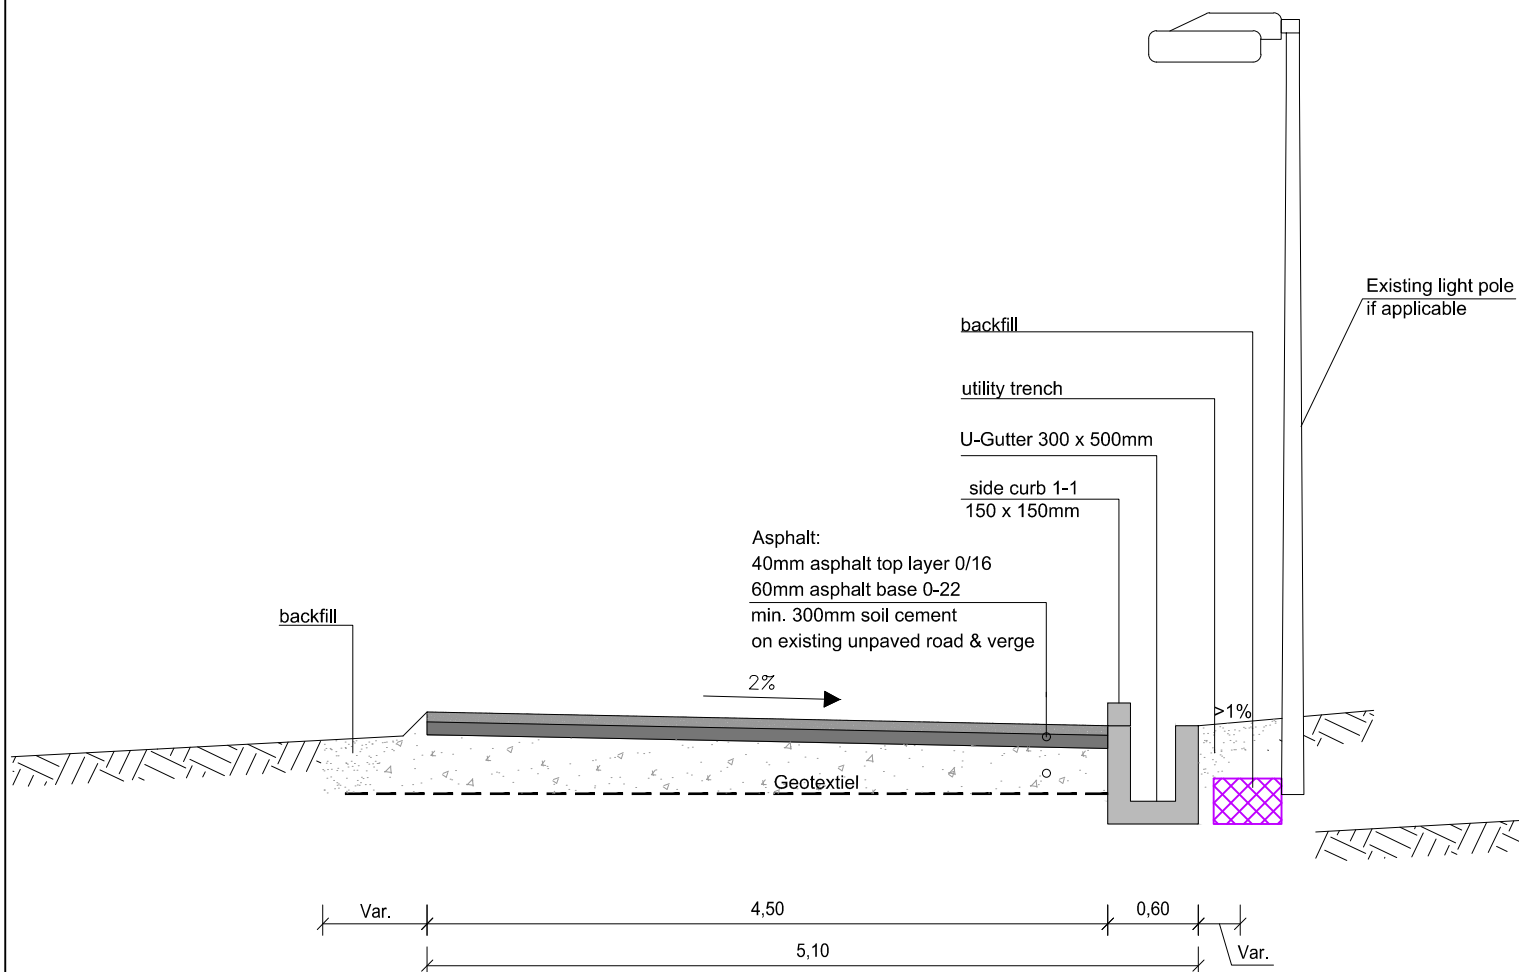 Existing light pole
if applicable
backfill
utility trench
U-Gutter 300 x 500mm
side curb 1-1
150 x 150mm
Asphalt:
40mm asphalt top layer 0/16
60mm asphalt base 0-22
min. 300mm soil cement
on existing unpaved road & verge
backfill
2%
>1%
Geotextiel
Var.
4,50
0,60
5,10
Var.